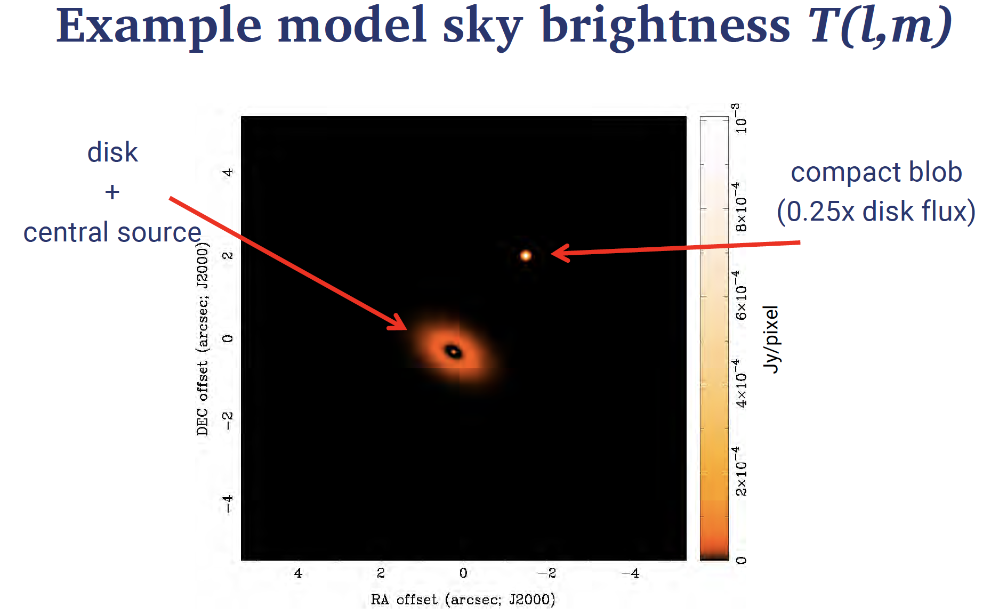 Example model sky brightness T(l,m)
disk
+
central source
compact blob
(0.25x disk flux)
DEC offset (arcsec; J2000)
4
2
0
−2
−4
4
2
0
−2
−4
RA offset (arcsec; J2000)
10−3
8×10−4
6×10−4
4×10−4
2×10−4
0
Jy/pixel